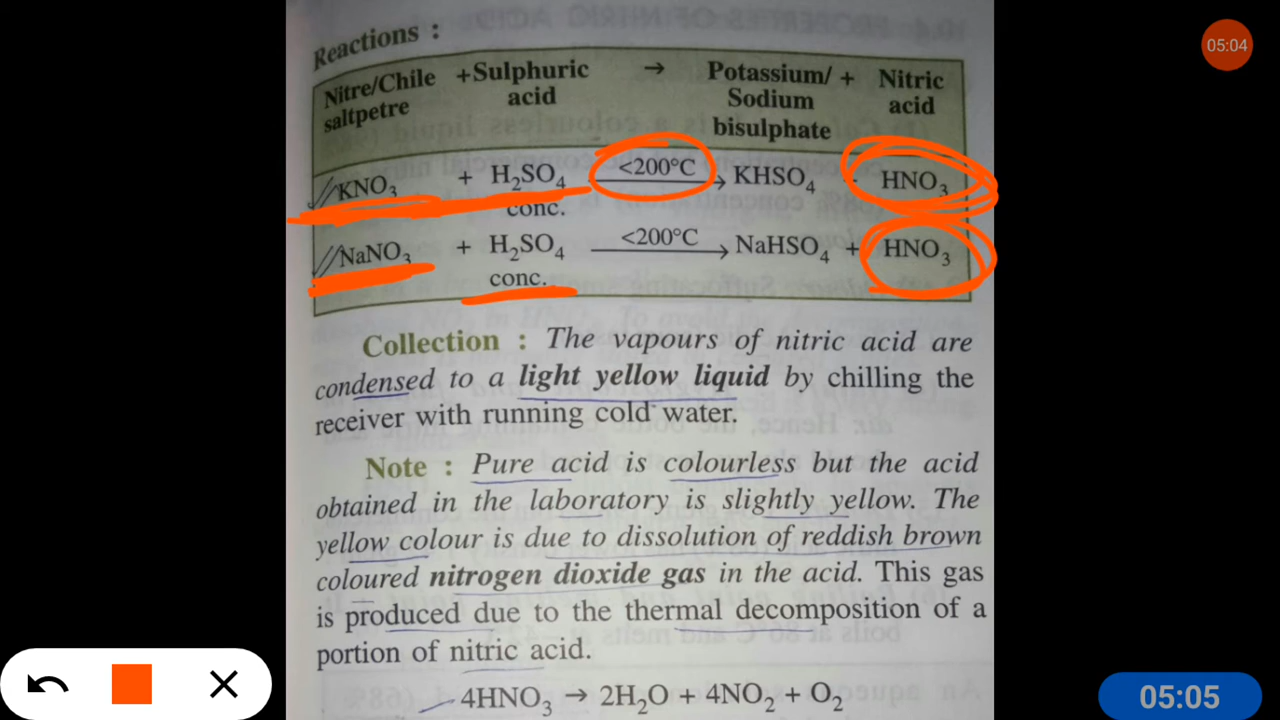 05:04
Reactions :
Nitre/Chile saltpetre + Sulphuric acid → Potassium/Sodium bisulphate + Nitric acid
KNO₃ + H₂SO₄ conc. <200°C → KHSO₄ + HNO₃
NaNO₃ + H₂SO₄ conc. <200°C → NaHSO₄ + HNO₃
Collection : The vapours of nitric acid are
condensed to a light yellow liquid by chilling the
receiver with running cold water.
Note : Pure acid is colourless but the acid
obtained in the laboratory is slightly yellow. The
yellow colour is due to dissolution of reddish brown
coloured nitrogen dioxide gas in the acid. This gas
is produced due to the thermal decomposition of a
portion of nitric acid.
4HNO₃ → 2H₂O + 4NO₂ + O₂
05:05